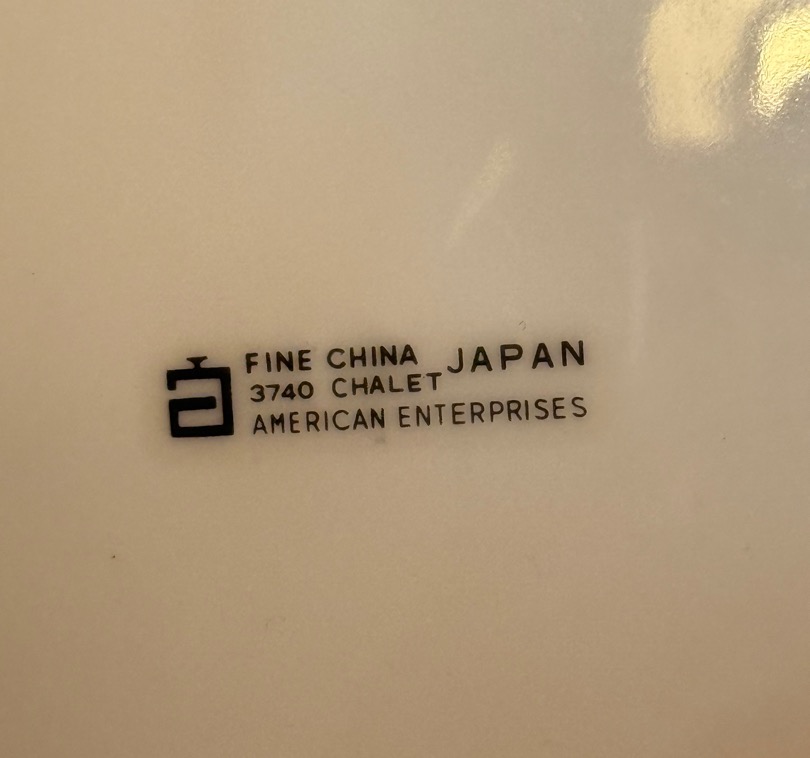 FINE CHINA JAPAN
3740 CHALET
AMERICAN ENTERPRISES